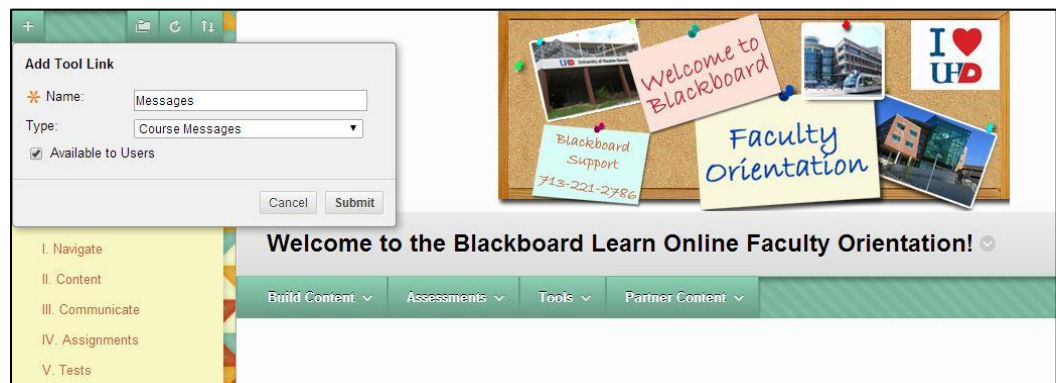 Add Tool Link
Name:
Messages
Type:
Course Messages
Available to Users
Cancel
Submit
I. Navigate
II. Content
III. Communicate
IV. Assignments
V. Tests
UD
Welcome to
Blackboard
I ❤
UHD
Blackboard
Support
713-221-2786
Faculty
Orientation
Welcome to the Blackboard Learn Online Faculty Orientation!
Build Content
Assessments
Tools
Partner Content